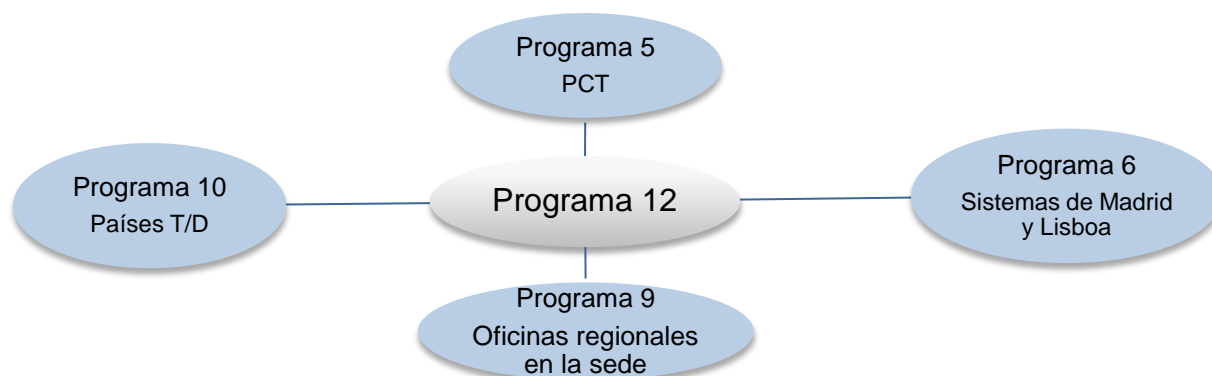 Programa 5
PCT
Programa 10
Países T/D
Programa 12
Programa 6
Sistemas de Madrid
y Lisboa
Programa 9
Oficinas regionales
en la sede